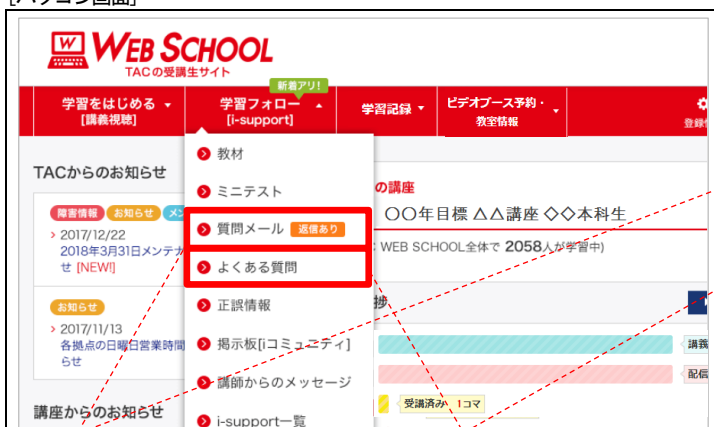 [パソコン画面]
W WEB SCHOOL
TACの受講生サイト
新着アリ!
学習をはじめる
[講義視聴]
学習フォロー
[i-support]
学習記録
ビデオブース予約・
教室情報
TACからのお知らせ
障害情報 お知らせ
2017/12/22
2018年3月31日メンテナ
せ [NEW!]
お知らせ
2017/11/13
各拠点の日曜日営業時間
らせ
講座からのお知らせ
教材
ミニテスト
質問メール 返信あり
よくある質問
正誤情報
掲示板[iコミュニティ]
講師からのメッセージ
i-support一覧
の講座
〇〇年目標 △△講座 ◇◇本科生
: WEB SCHOOL全体で 2058人が学習中)
捗
講義
配信
受講済み 1コマ